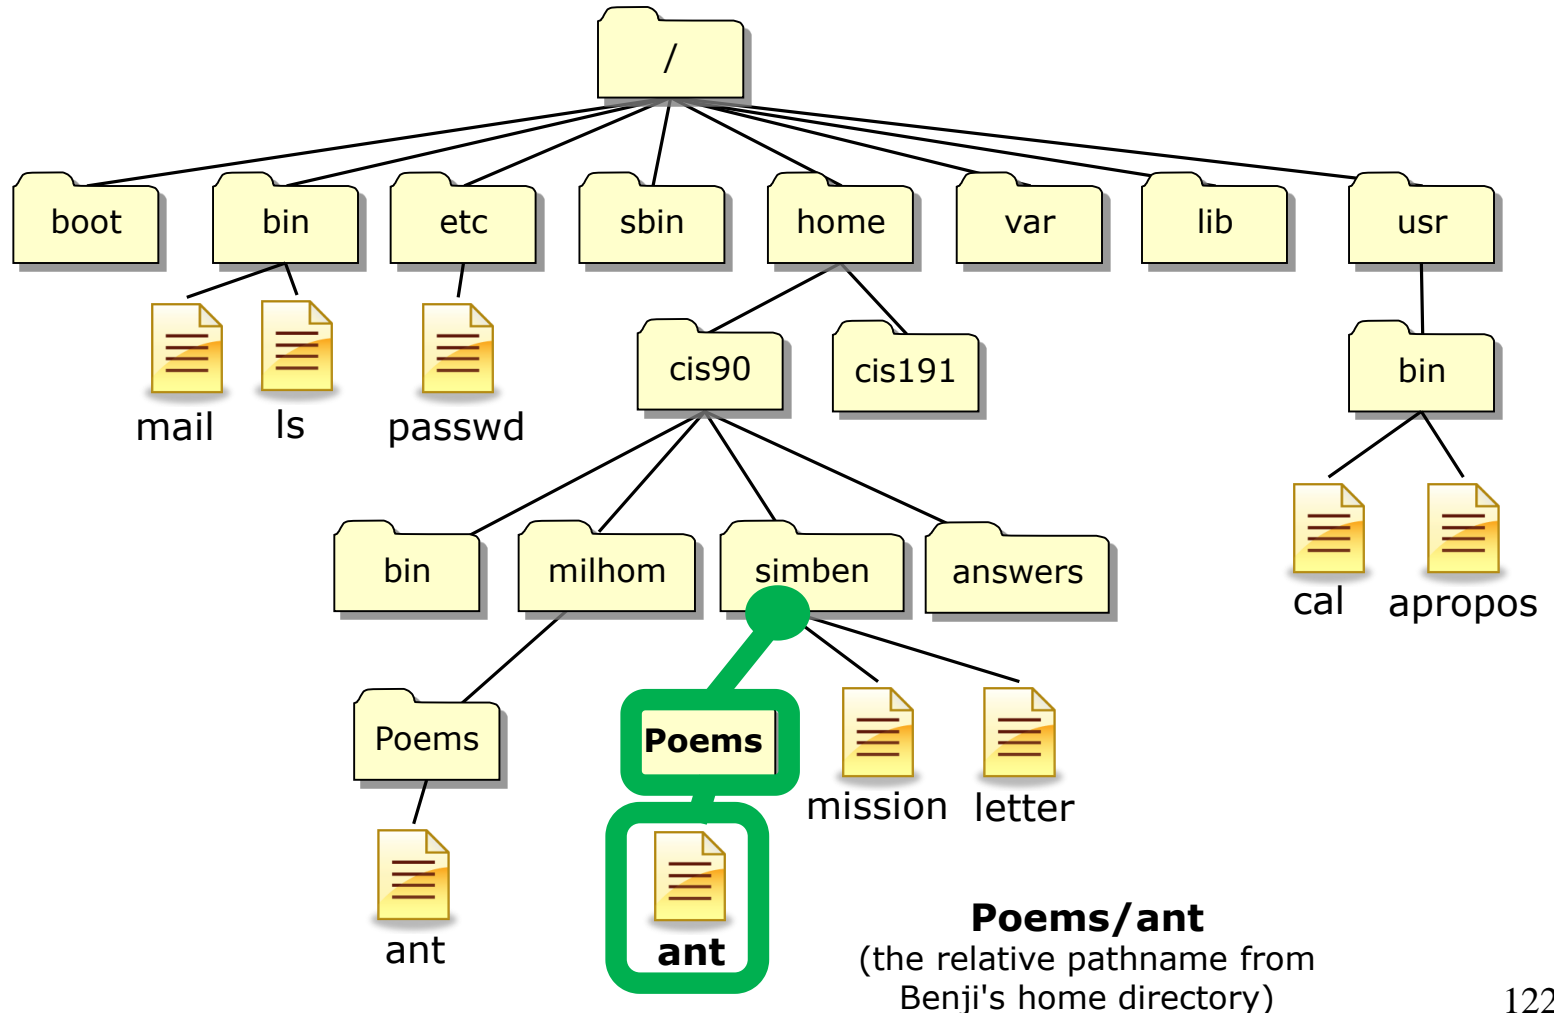 /
boot bin etc sbin home var lib usr
mail ls passwd
cis90 cis191 bin
cal apropos
bin milhom simben answers
Poems Poems
mission letter
ant ant
Poems/ant
(the relative pathname from
Benji's home directory)
122